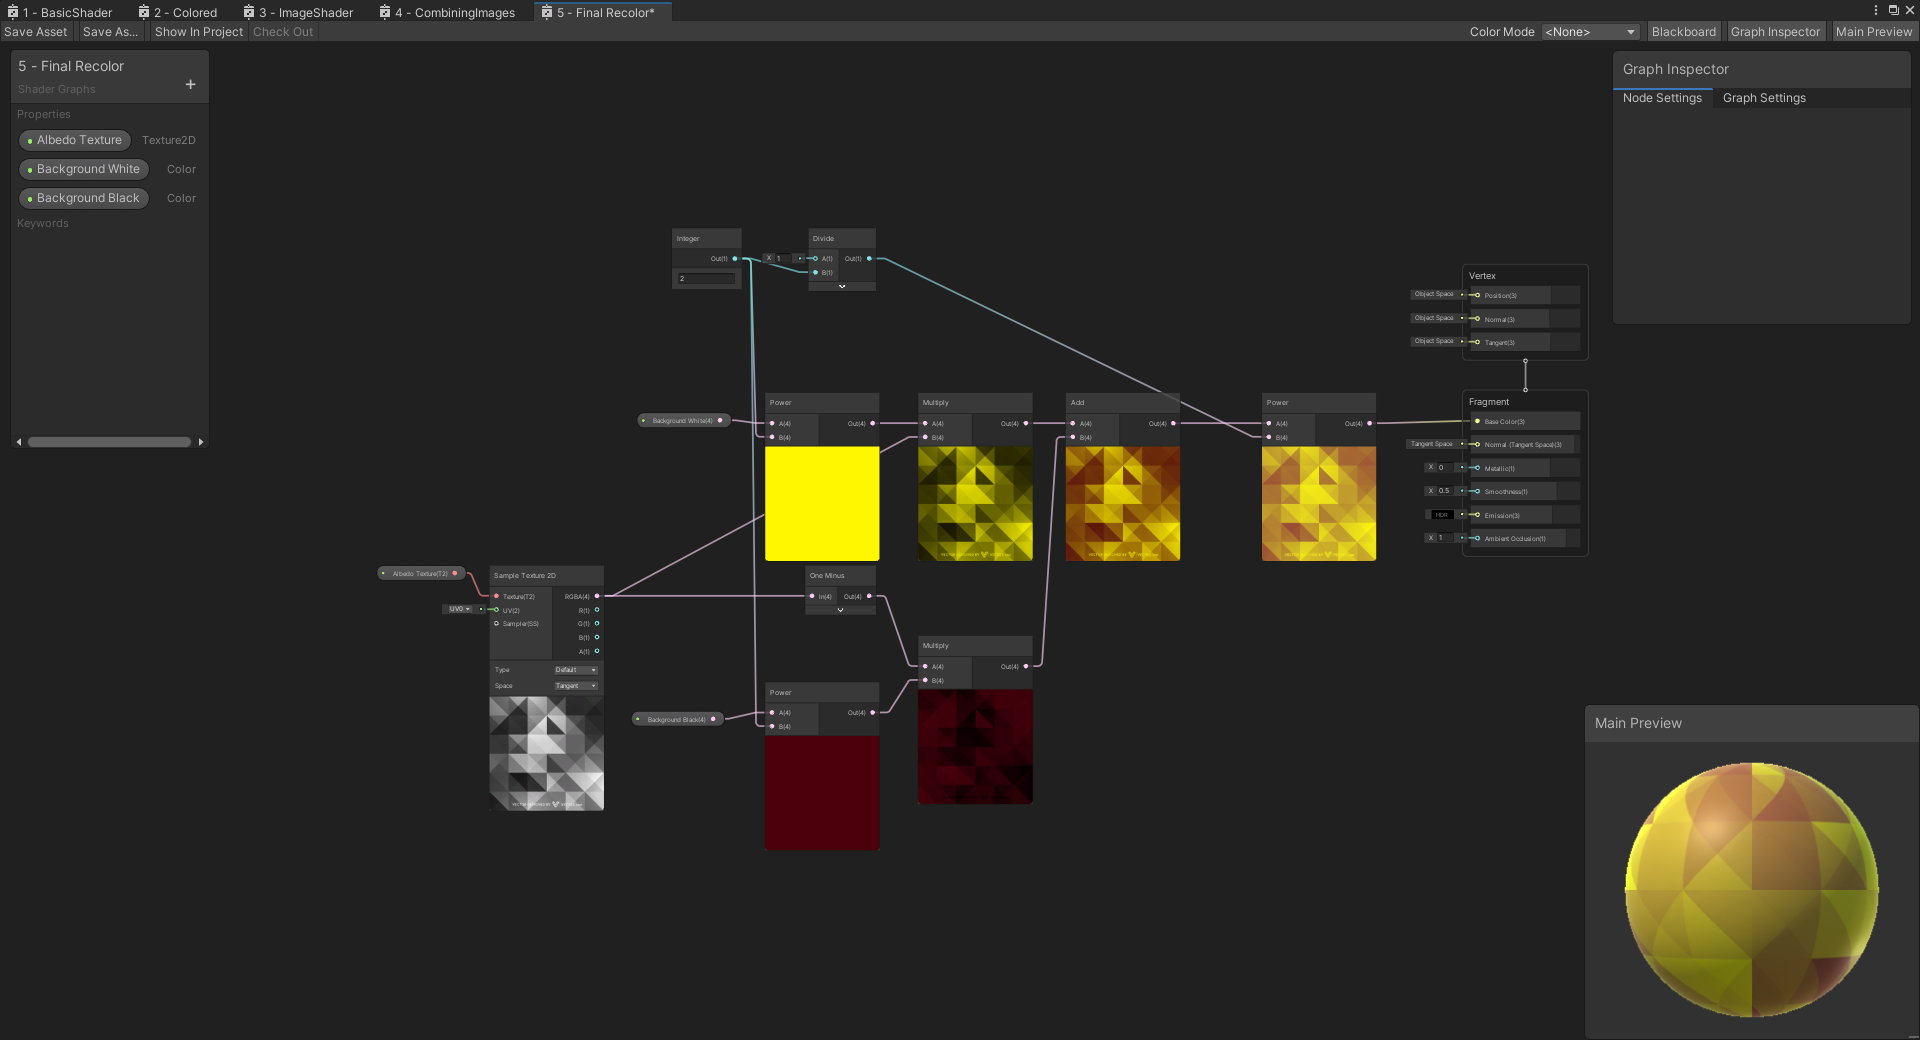 1 - BasicShader
2 - Colored
3 - ImageShader
4 - CombiningImages
5 - Final Recolor*
Save Asset
Save As...
Show In Project
Check Out
Color Mode
<None>
Blackboard
Graph Inspector
Main Preview
5 - Final Recolor
Shader Graphs
+
Properties
Albedo Texture Texture2D
Background White Color
Background Black Color
Keywords
Graph Inspector
Node Settings Graph Settings
Integer
Out(1)
2
X 1
Divide
A(1) Out(1)
B(1)
Vertex
Object Space Position(3)
Object Space Normal(3)
Object Space Tangent(3)
Background White(4)
Power
A(4) Out(4)
B(4)
Multiply
A(4) Out(4)
B(4)
Add
A(4) Out(4)
B(4)
Power
A(4) Out(4)
B(4)
Fragment
Base Color(3)
Tangent Space Normal (Tangent Space)(3)
X 0 Metallic(1)
X 0.5 Smoothness(1)
HDR Emission(3)
X 1 Ambient Occlusion(1)
Albedo Texture(T2)
UV0
Sample Texture 2D
Texture(T2) RGBA(4)
UV(2) R(1)
Sampler(SS) G(1)
B(1)
A(1)
Type Default
Space Tangent
One Minus
In(4) Out(4)
Multiply
A(4) Out(4)
B(4)
Background Black(4)
Power
A(4) Out(4)
B(4)
Main Preview